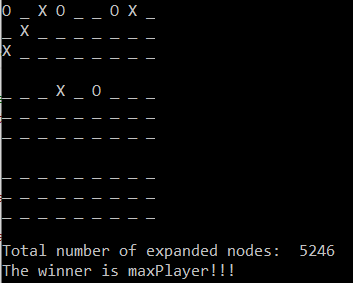 O _ X O _ _ O X _
_ X _ _ _ _ _ _ _
X _ _ _ _ _ _ _ _
_ _ _ X _ O _ _ _
_ _ _ _ _ _ _ _ _
_ _ _ _ _ _ _ _ _
_ _ _ _ _ _ _ _ _
_ _ _ _ _ _ _ _ _
_ _ _ _ _ _ _ _ _
Total number of expanded nodes:  5246
The winner is maxPlayer!!!